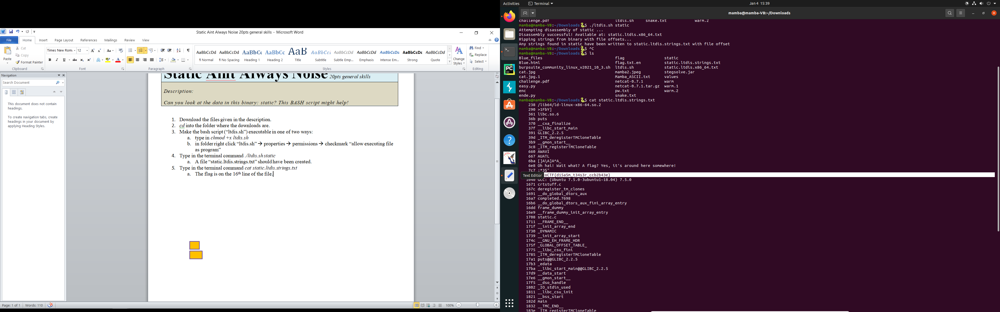 Static Aint Always Noise 20pts general skills - Microsoft Word
File Home Insert Page Layout References Mailings Review View
Paste
Cut
Copy
Format Painter
Clipboard
Times New Rom 12
Font
Paragraph
AaBbCcDd AaBbCcDd AaBbCc AaBbCc AaB AaBbCcI AaBbCcDd AaBbCcDd AaBbCcDd AaBbCcDc AaBbCcDd
¶ Normal ¶ No Spacing Heading 1 Heading 2 Title Subtitle Subtle Emp... Emphasis Intense Em... Strong Quote
Change Styles
Styles
Find
Replace
Select
Editing
Navigation
Search Document
This document does not contain
headings.
To create navigation tabs, create
headings in your document by
applying Heading Styles.
Static Aint Always Noise 20pts general skills
Description:
Can you look at the data in this binary: static? This BASH script might help!
1. Download the files given in the description.
2. cd into the folder where the downloads are.
3. Make the bash script (“ltdis.sh”) executable in one of two ways:
a. type in chmod +x ltdis.sh
b. in folder right click “ltdis.sh” → properties → permissions → checkmark “allow executing file
as program”
4. Type in the terminal command ./ltdis.sh static
a. A file “static.ltdis.strings.txt” should have been created.
5. Type in the terminal command cat static.ltdis.strings.txt
a. The flag is on the 16th line of the file.
Page: 1 of 1 Words: 110
100%
Activities Terminal Jan 4 15:39
mamba@mamba-VB:~/Downloads
challenge.pdf ltdis.sh snake.txt warm.2
mamba@mamba-VB:~/Downloads🐍$ ./ltdis.sh static
Attempting disassembly of static ...
Disassembly successful! Available at: static.ltdis.x86_64.txt
Ripping strings from binary with file offsets...
Any strings found in static have been written to static.ltdis.strings.txt with file offset
mamba@mamba-VB:~/Downloads🐍$ ^C
mamba@mamba-VB:~/Downloads🐍$ ls
Blue_files flag static
Blue.html flag.txt.en static.ltdis.strings.txt
burpsuite_community_linux_v2021_10_3.sh ltdis.sh static.ltdis.x86_64.txt
cat.jpg mamba2.jpeg stegsolve.jar
cat.jpg.1 Mamba_ASCII.txt values
challenge.pdf netcat-0.7.1 warm
easy.py netcat-0.7.1.tar.gz warm.1
enc pw.txt warm.2
ende.py snake.txt
mamba@mamba-VB:~/Downloads🐍$ cat static.ltdis.strings.txt
238 /lib64/ld-linux-x86-64.so.2
290 >1FbY]
361 libc.so.6
36b puts
370 __cxa_finalize
37f __libc_start_main
391 GLIBC_2.2.5
39d _ITM_deregisterTMCloneTable
3b9 __gmon_start__
3c8 _ITM_registerTMCloneTable
660 AWAVI
667 AUATL
6ba []A\A]A^A_
6e8 Oh hai! Wait what? A flag? Yes, it's around here somewhere!
7c7 :*3$"
Text Editor
oCTF{d15a5m_t34s3r_ccb2b43e}
1040 GCC: (Ubuntu 7.5.0-3ubuntu1~18.04) 7.5.0
1671 crtstuff.c
167c deregister_tm_clones
1691 __do_global_dtors_aux
16a7 completed.7698
16b6 __do_global_dtors_aux_fini_array_entry
16dd frame_dummy
16e9 __frame_dummy_init_array_entry
1708 static.c
1711 __FRAME_END__
171f __init_array_end
1730 _DYNAMIC
1739 __init_array_start
174c __GNU_EH_FRAME_HDR
175f _GLOBAL_OFFSET_TABLE_
1775 __libc_csu_fini
1785 _ITM_deregisterTMCloneTable
17a1 puts@@GLIBC_2.2.5
17b3 _edata
17ba __libc_start_main@@GLIBC_2.2.5
17d9 __data_start
17e6 __gmon_start__
17f5 __dso_handle
1802 _IO_stdin_used
1811 __libc_csu_init
1821 __bss_start
182d main
1832 __TMC_END__
183e _ITM_registerTMCloneTable